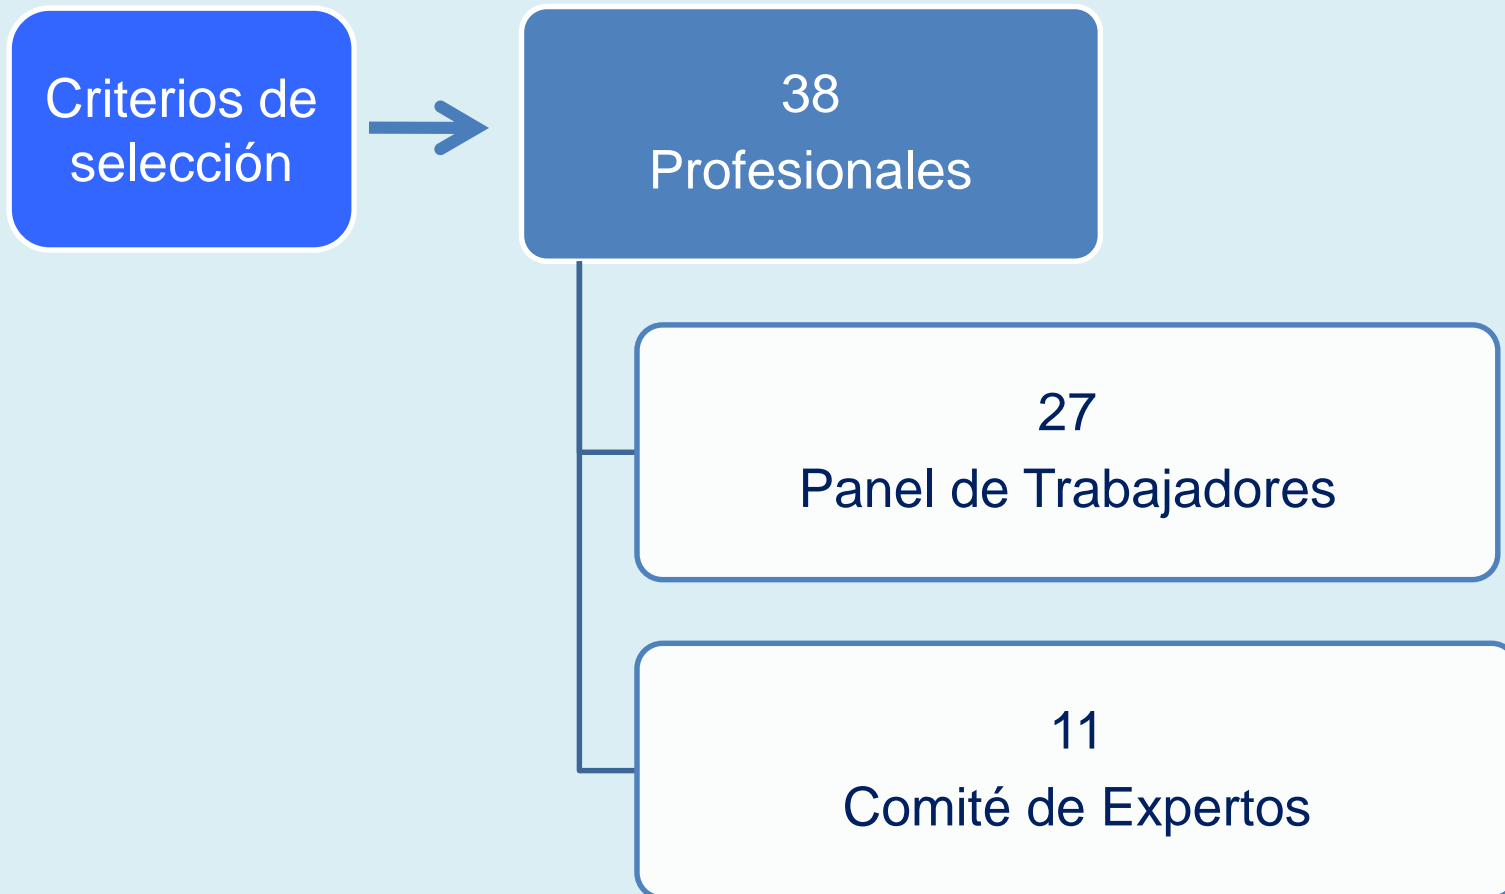 Criterios de
selección
38
Profesionales
27
Panel de Trabajadores
11
Comité de Expertos